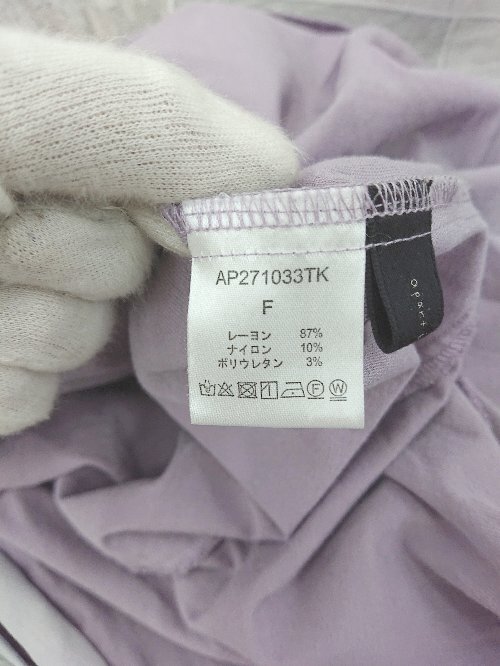 AP271033TK
F
レーヨン 87%
ナイロン 10%
ポリウレタン 3%
F W